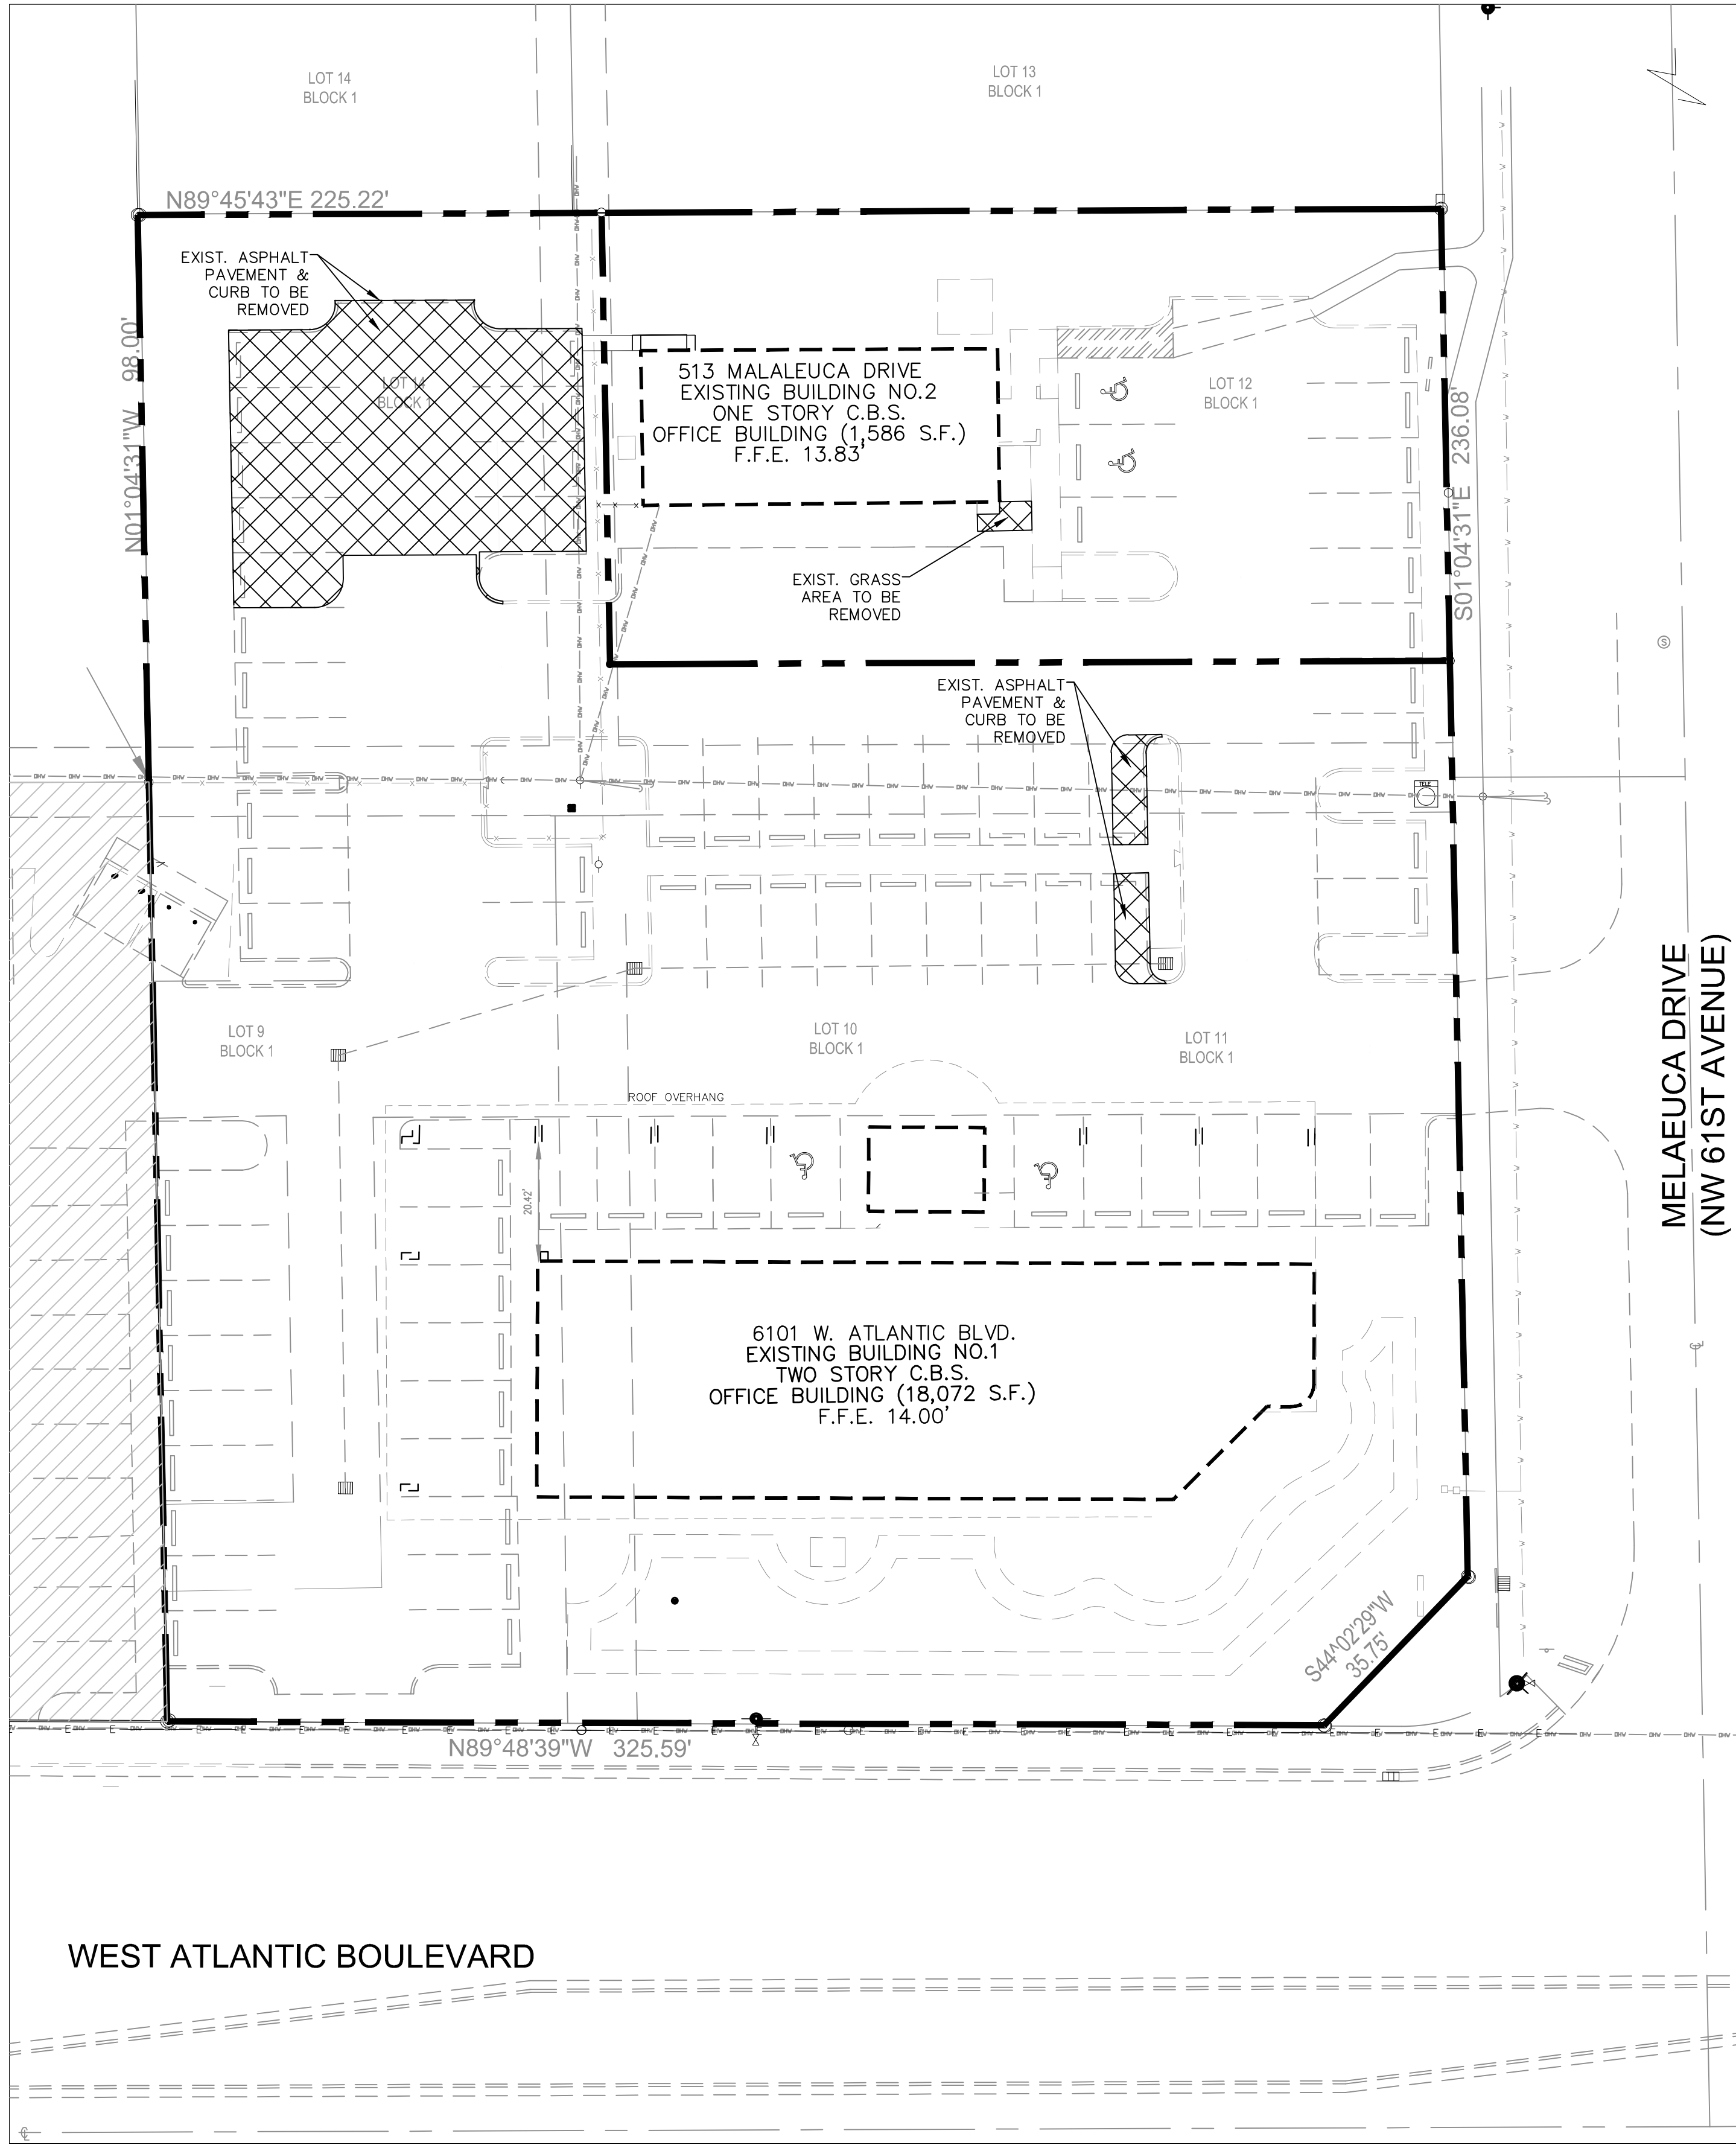 LOT 14
BLOCK 1
LOT 13
BLOCK 1
N89°45'43"E 225.22'
EXIST. ASPHALT
PAVEMENT &
CURB TO BE
REMOVED
N01°04'31"W 98.00'
LOT 14
BLOCK 1
513 MALALEUCA DRIVE
EXISTING BUILDING NO.2
ONE STORY C.B.S.
OFFICE BUILDING (1,586 S.F.)
F.F.E. 13.83'
LOT 12
BLOCK 1
S01°04'31"E 236.08'
EXIST. GRASS
AREA TO BE
REMOVED
EXIST. ASPHALT
PAVEMENT &
CURB TO BE
REMOVED
TELE
S
MELAEUCA DRIVE
(NW 61ST AVENUE)
LOT 9
BLOCK 1
LOT 10
BLOCK 1
LOT 11
BLOCK 1
ROOF OVERHANG
20.42'
6101 W. ATLANTIC BLVD.
EXISTING BUILDING NO.1
TWO STORY C.B.S.
OFFICE BUILDING (18,072 S.F.)
F.F.E. 14.00'
S44^02'29"W
35.75'
N89°48'39"W 325.59'
WEST ATLANTIC BOULEVARD